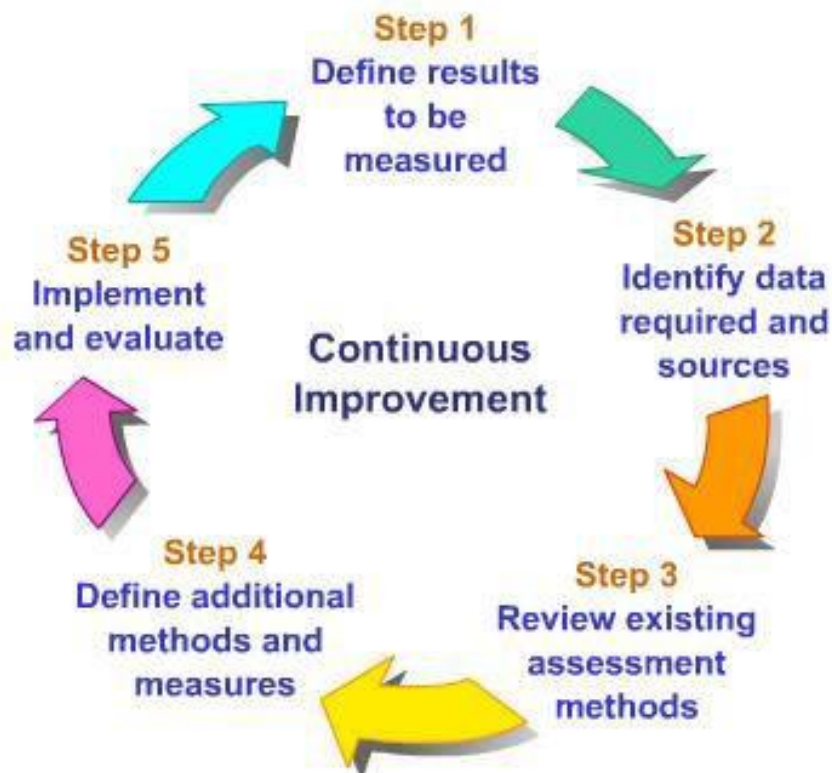 Step 1
Define results
to be
measured
Step 2
Identify data
required and
sources
Step 3
Review existing
assessment
methods
Step 4
Define additional
methods and
measures
Step 5
Implement
and evaluate
Continuous
Improvement